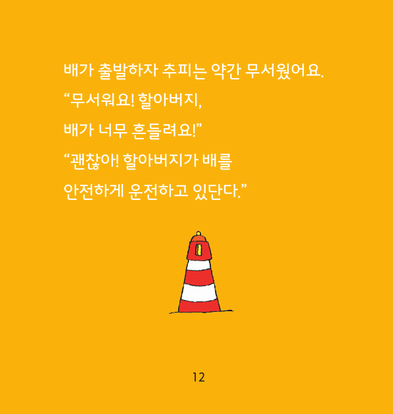 배가 출발하자 추피는 약간 무서웠어요.
“무서워요! 할아버지,
배가 너무 흔들려요!”
“괜찮아! 할아버지가 배를
안전하게 운전하고 있단다.”
12